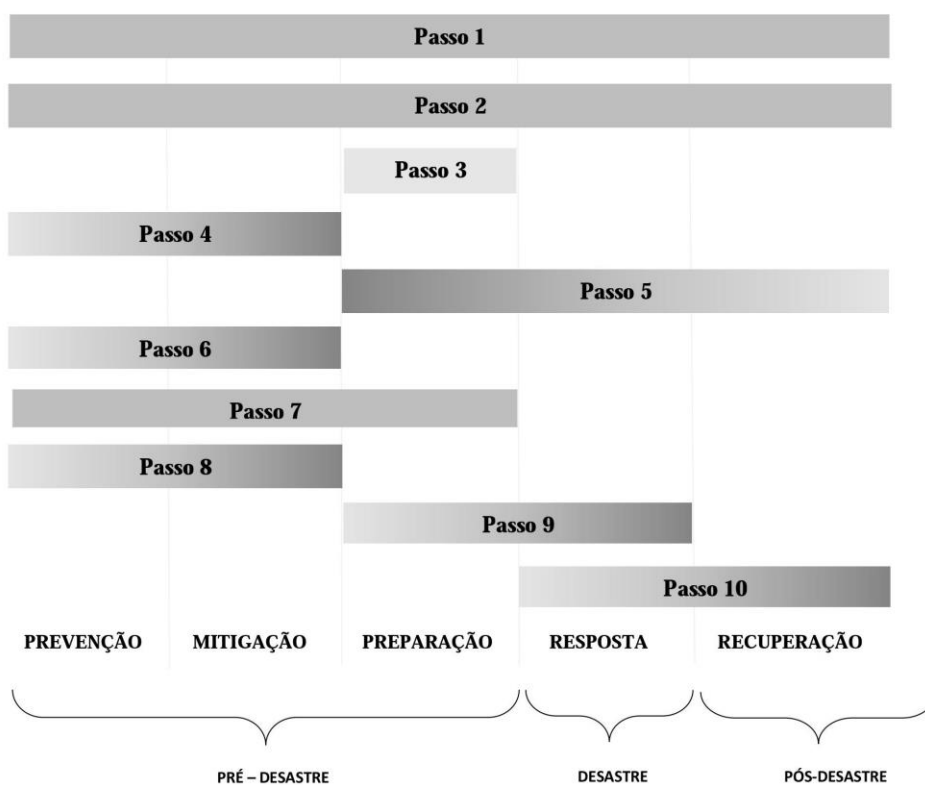 Passo 1
Passo 2
Passo 3
Passo 4
Passo 5
Passo 6
Passo 7
Passo 8
Passo 9
Passo 10
PREVENÇÃO MITIGAÇÃO PREPARAÇÃO RESPOSTA RECUPERAÇÃO
PRÉ – DESASTRE DESASTRE PÓS-DESASTRE